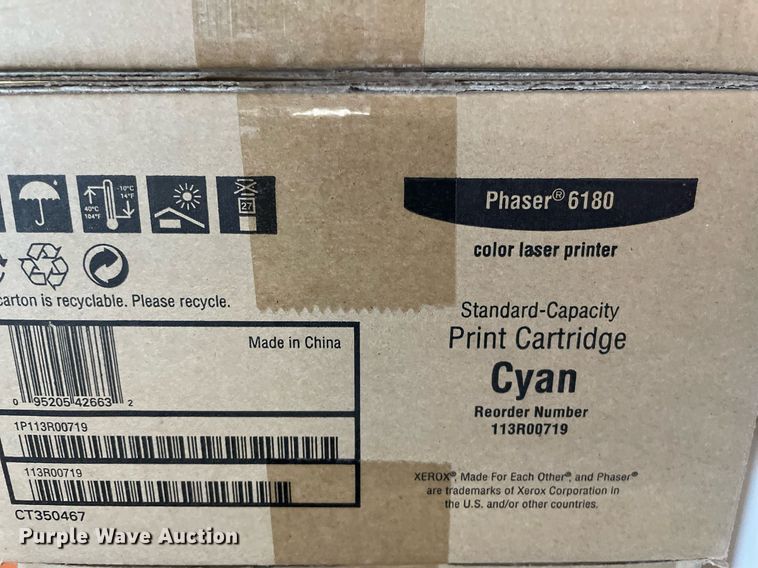 -10°C
14°F
40°C
104°F
27
Phaser® 6180
color laser printer
carton is recyclable. Please recycle.
Standard-Capacity
Print Cartridge
Cyan
Reorder Number
113R00719
Made in China
0 95205 42663 2
1P113R00719
113R00719
CT350467
XEROX®, Made For Each Other®, and Phaser®
are trademarks of Xerox Corporation in
the U.S. and/or other countries.
Purple Wave Auction